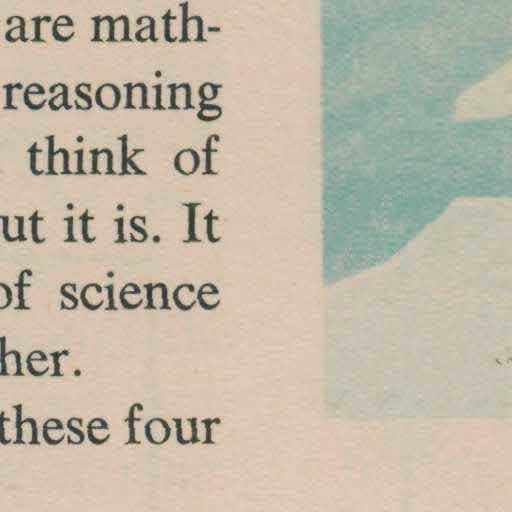 are math-
reasoning
think of
ut it is. It
of science
her.
these four